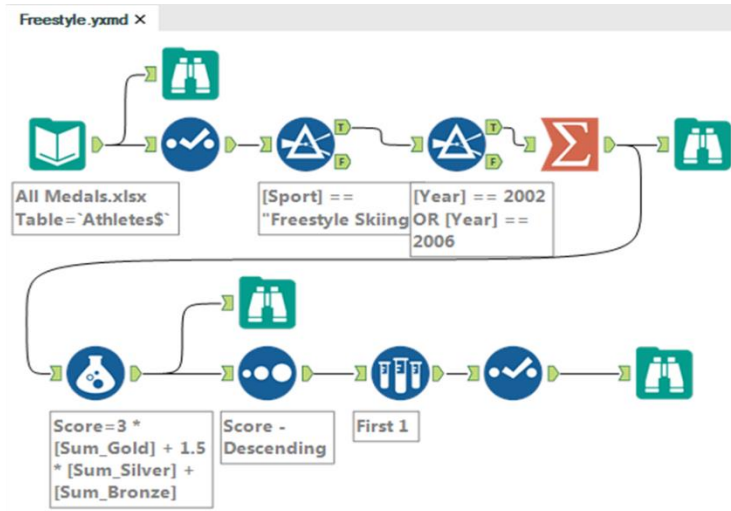 Freestyle.yxmd ×
T
F
T
F
All Medals.xlsx
Table=`Athletes$`
[Sport] ==
"Freestyle Skiing
[Year] == 2002
OR [Year] ==
2006
Score=3 *
[Sum_Gold] + 1.5
* [Sum_Silver] +
[Sum_Bronze]
Score -
Descending
First 1